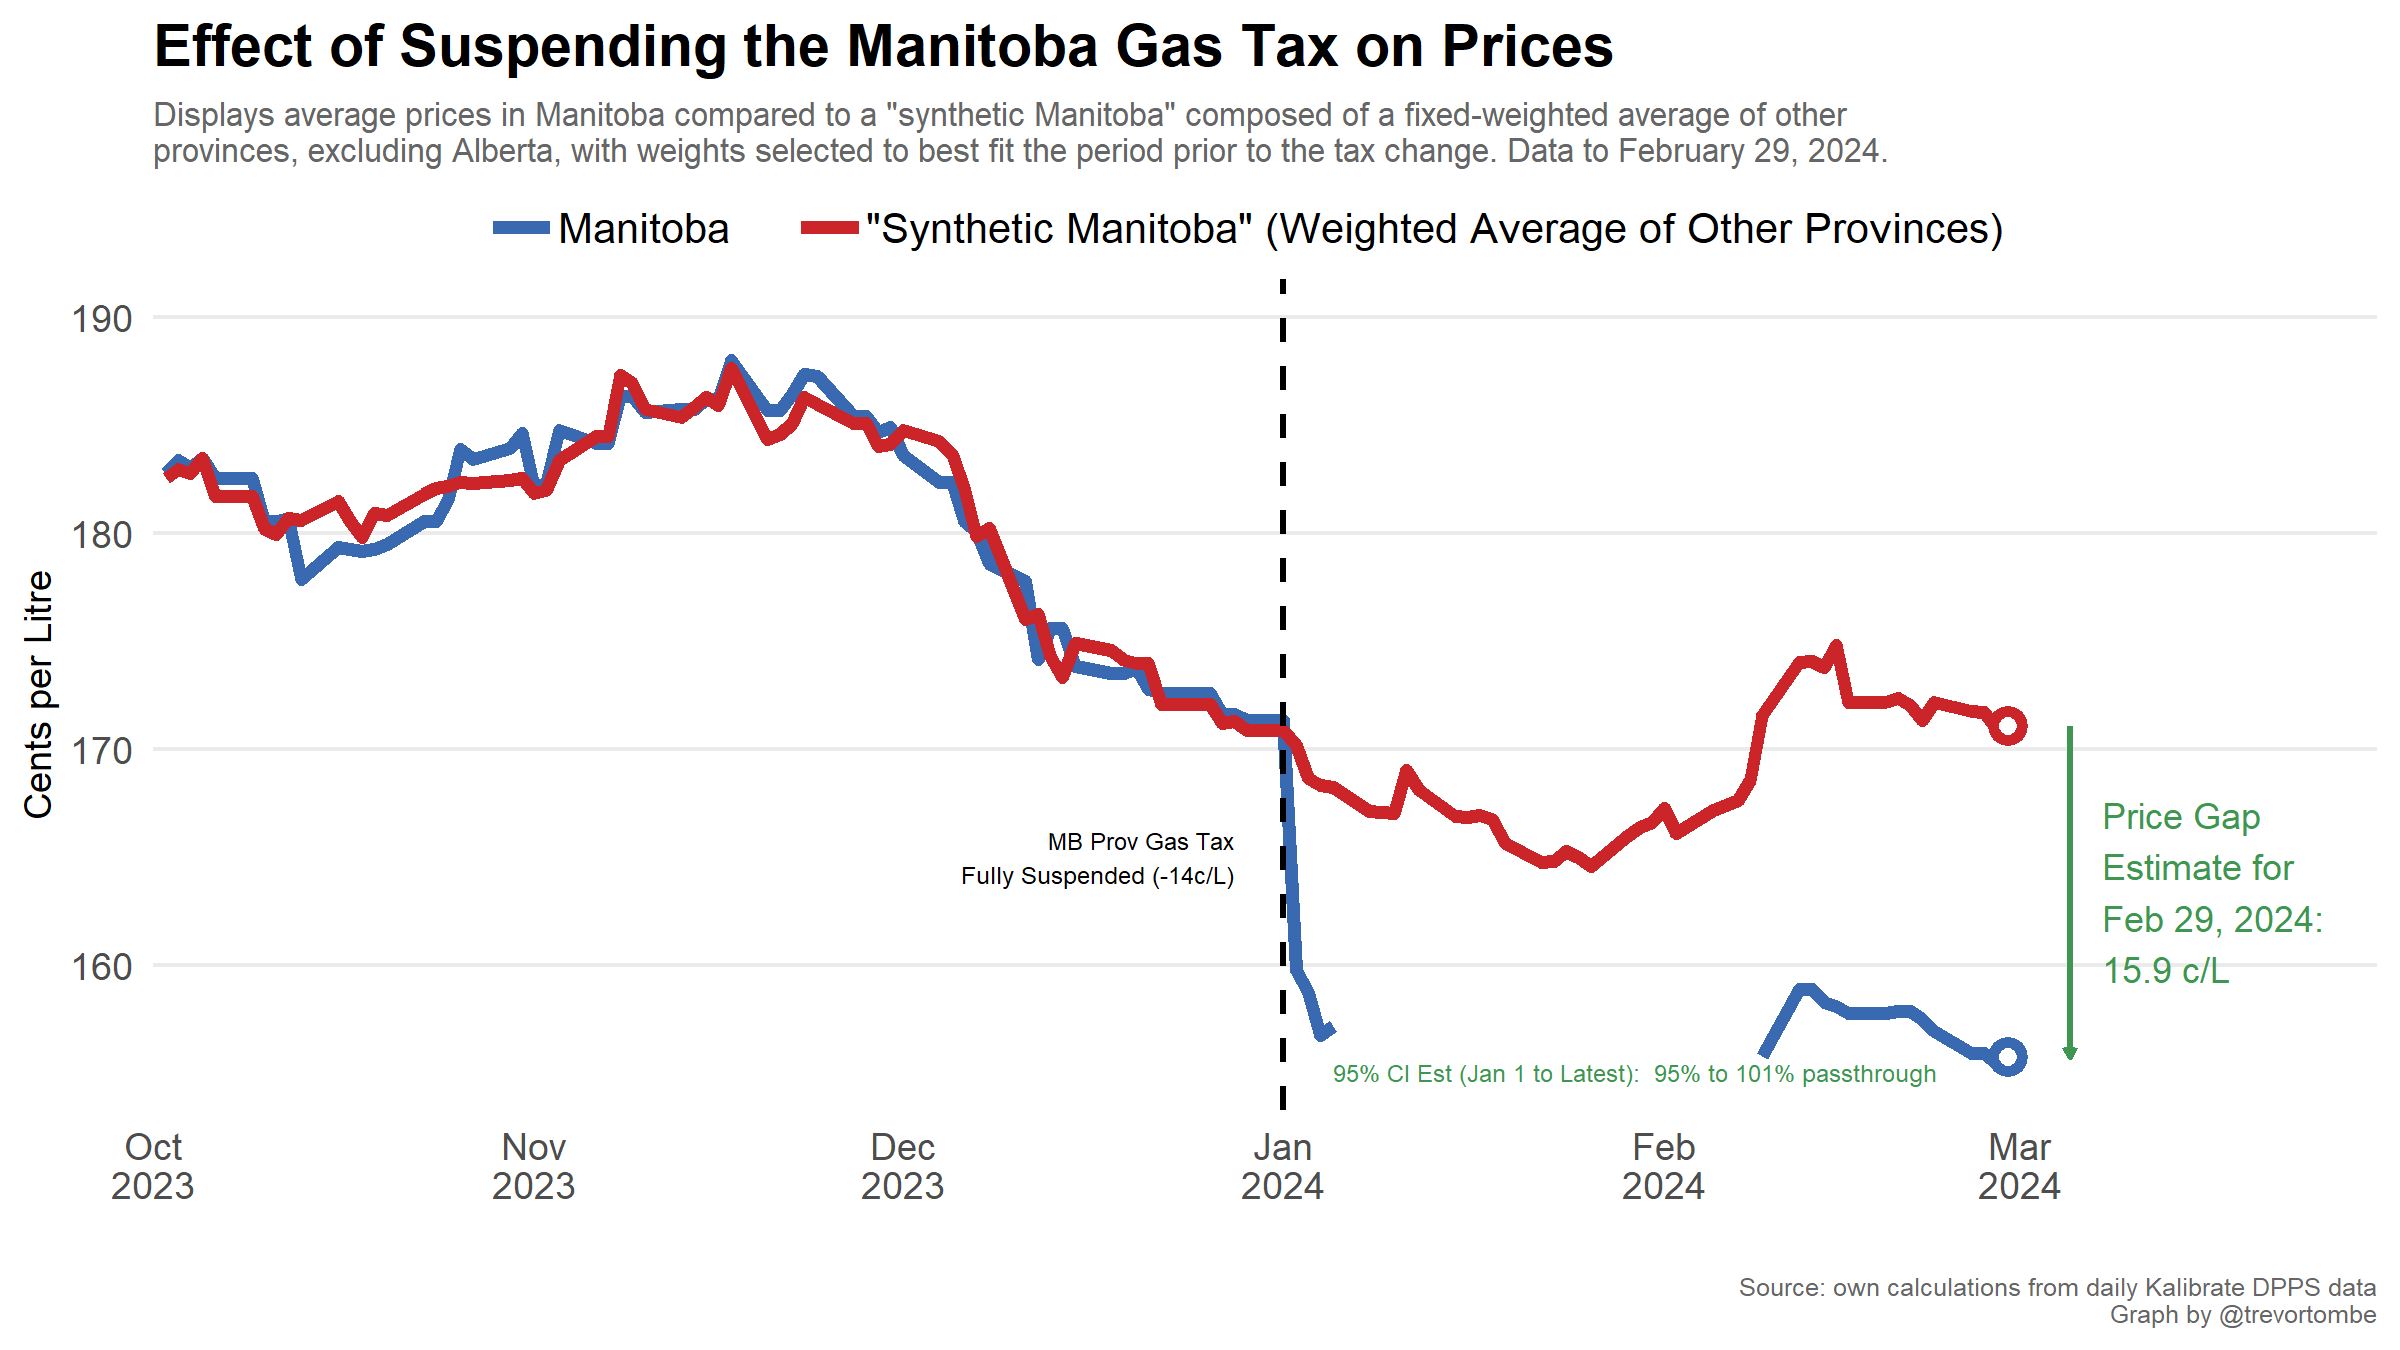 Effect of Suspending the Manitoba Gas Tax on Prices
Displays average prices in Manitoba compared to a "synthetic Manitoba" composed of a fixed-weighted average of other
provinces, excluding Alberta, with weights selected to best fit the period prior to the tax change. Data to February 29, 2024.
Manitoba
"Synthetic Manitoba" (Weighted Average of Other Provinces)
190
180
170
160
Cents per Litre
MB Prov Gas Tax
Fully Suspended (-14c/L)
Price Gap
Estimate for
Feb 29, 2024:
15.9 c/L
95% CI Est (Jan 1 to Latest):  95% to 101% passthrough
Oct
2023
Nov
2023
Dec
2023
Jan
2024
Feb
2024
Mar
2024
Source: own calculations from daily Kalibrate DPPS data
Graph by @trevortombe